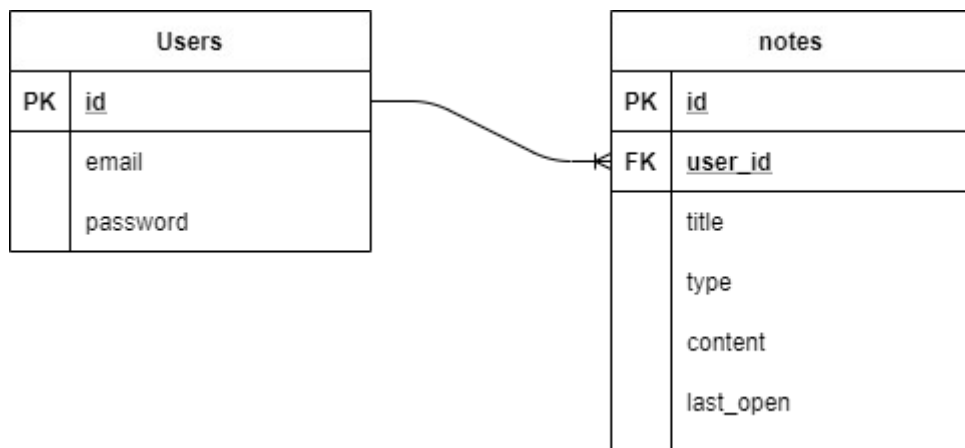 Users
PK id
email
password
notes
PK id
FK user_id
title
type
content
last_open